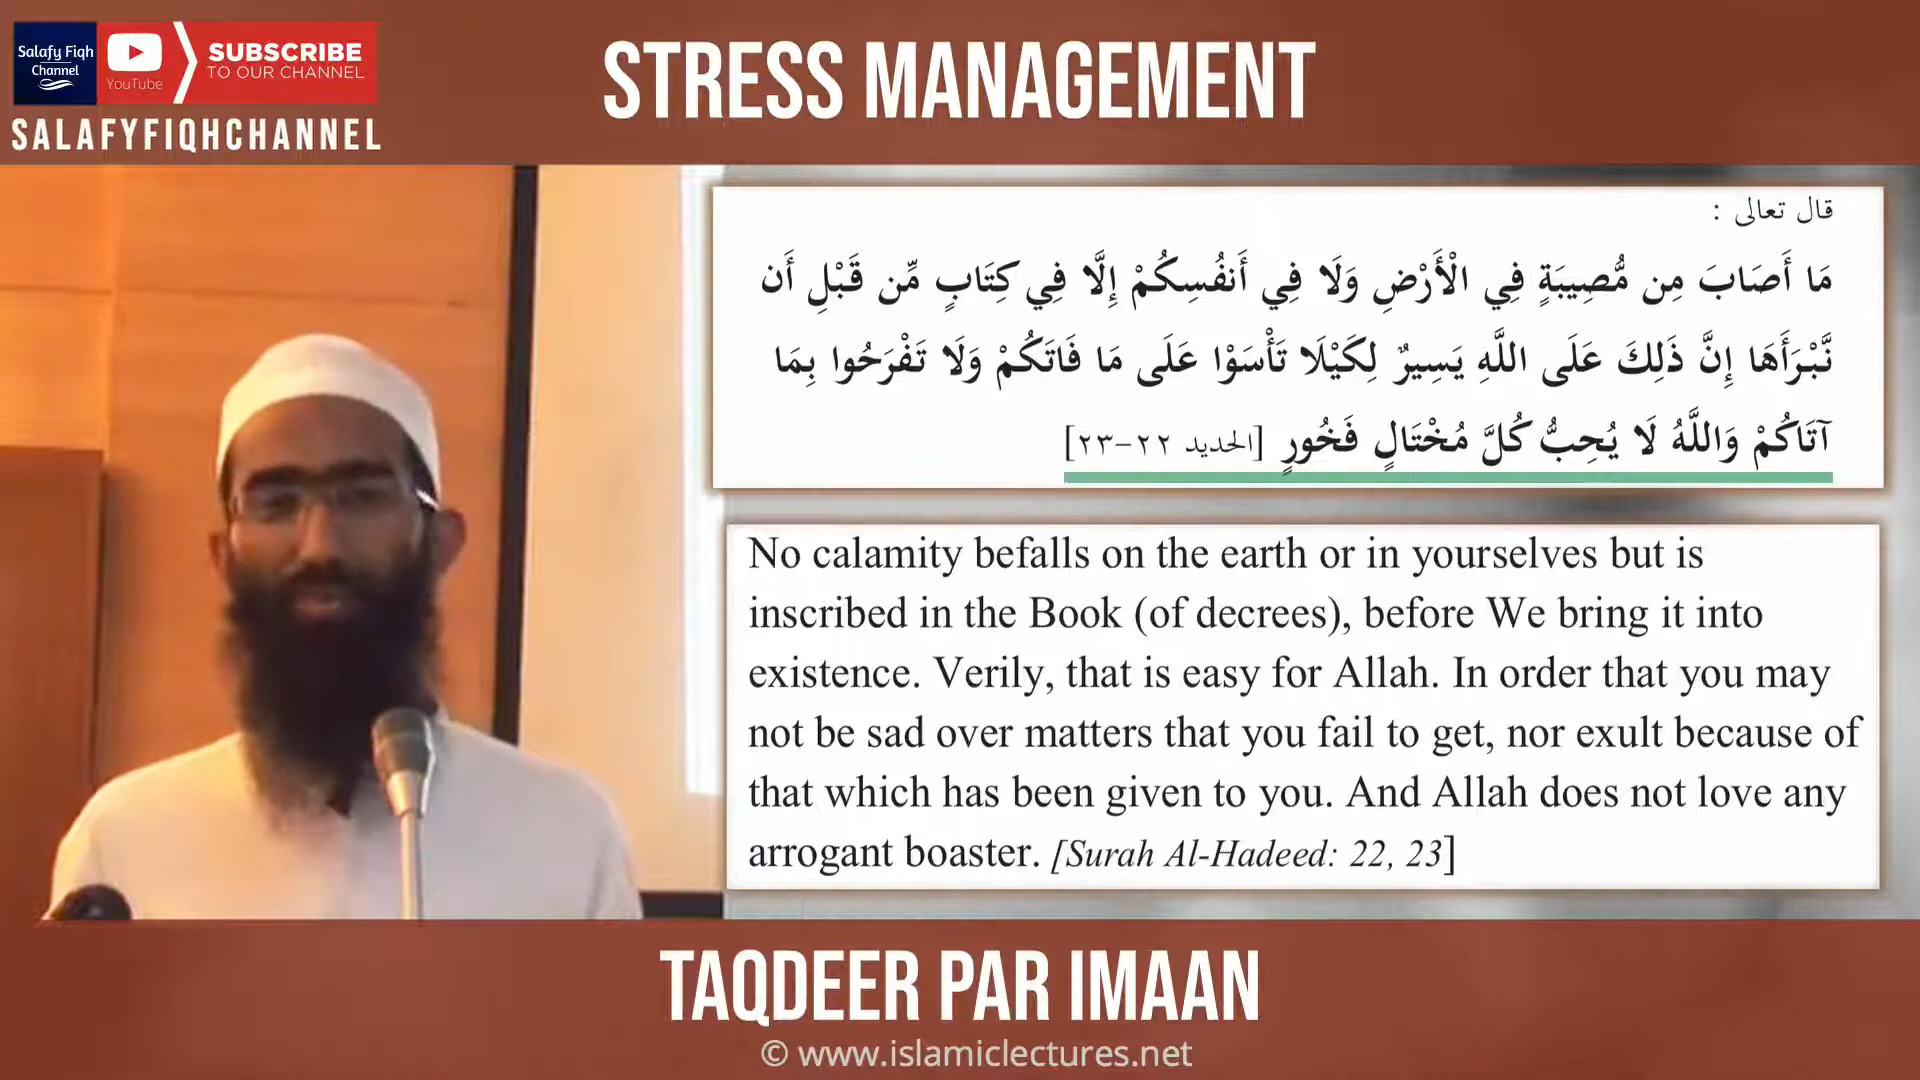 Salafy Fiqh
Channel
YouTube
SUBSCRIBE
TO OUR CHANNEL
SALAFYFIQHCHANNEL
STRESS MANAGEMENT
قال تعالى :
مَا أَصَابَ مِن مُّصِيبَةٍ فِي الْأَرْضِ وَلَا فِي أَنفُسِكُمْ إِلَّا فِي كِتَابٍ مِّن قَبْلِ أَن
نَّبْرَأَهَا إِنَّ ذَلِكَ عَلَى اللَّهِ يَسِيرٌ لِكَيْلَا تَأْسَوْا عَلَى مَا فَاتَكُمْ وَلَا تَفْرَحُوا بِمَا
آتَاكُمْ وَاللَّهُ لَا يُحِبُّ كُلَّ مُخْتَالٍ فَخُورٍ [الحديد ٢٢-٢٣]
No calamity befalls on the earth or in yourselves but is
inscribed in the Book (of decrees), before We bring it into
existence. Verily, that is easy for Allah. In order that you may
not be sad over matters that you fail to get, nor exult because of
that which has been given to you. And Allah does not love any
arrogant boaster. [Surah Al-Hadeed: 22, 23]
TAQDEER PAR IMAAN
© www.islamiclectures.net